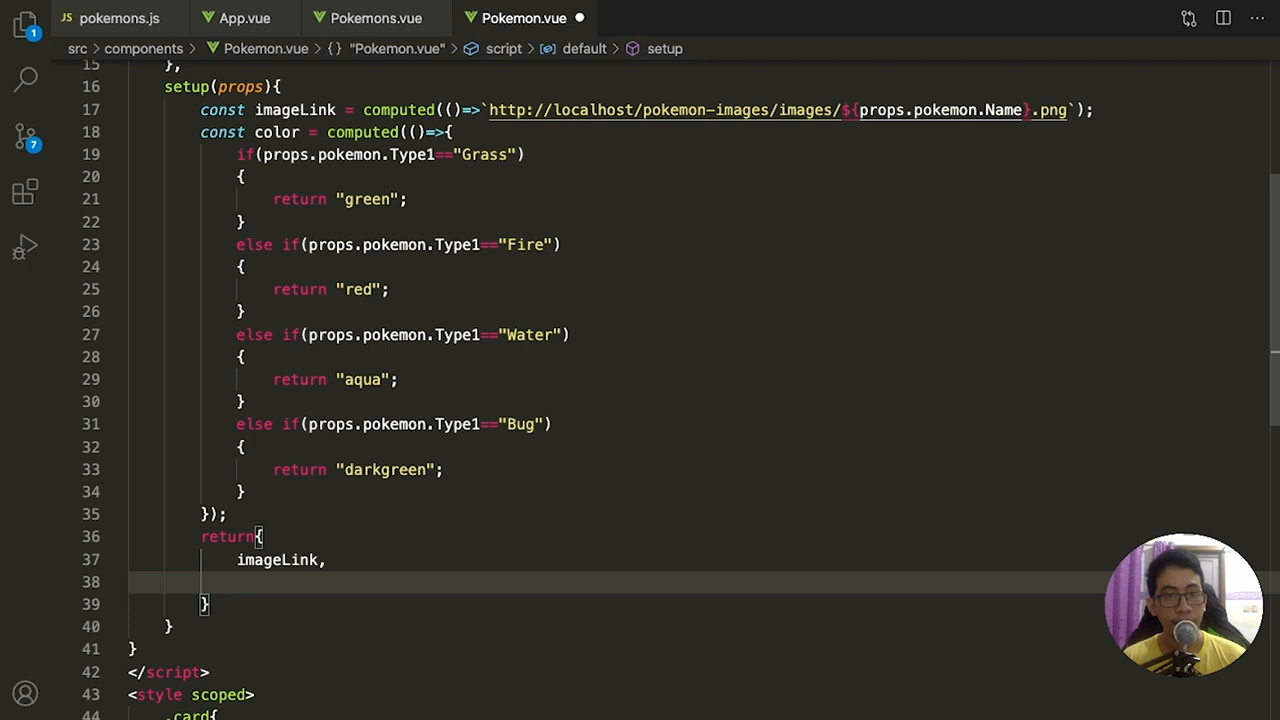 1
JS pokemons.js
App.vue
Pokemons.vue
Pokemon.vue
src > components > Pokemon.vue > {} "Pokemon.vue" > script > default > setup
7
15 },
16 setup(props){
17 const imageLink = computed(()=>`http://localhost/pokemon-images/images/${props.pokemon.Name}.png`);
18 const color = computed(()=>{
19 if(props.pokemon.Type1=="Grass")
20 {
21 return "green";
22 }
23 else if(props.pokemon.Type1=="Fire")
24 {
25 return "red";
26 }
27 else if(props.pokemon.Type1=="Water")
28 {
29 return "aqua";
30 }
31 else if(props.pokemon.Type1=="Bug")
32 {
33 return "darkgreen";
34 }
35 });
36 return{
37 imageLink,
38
39 }
40 }
41 }
42 </script>
43 <style scoped>
44 .card{